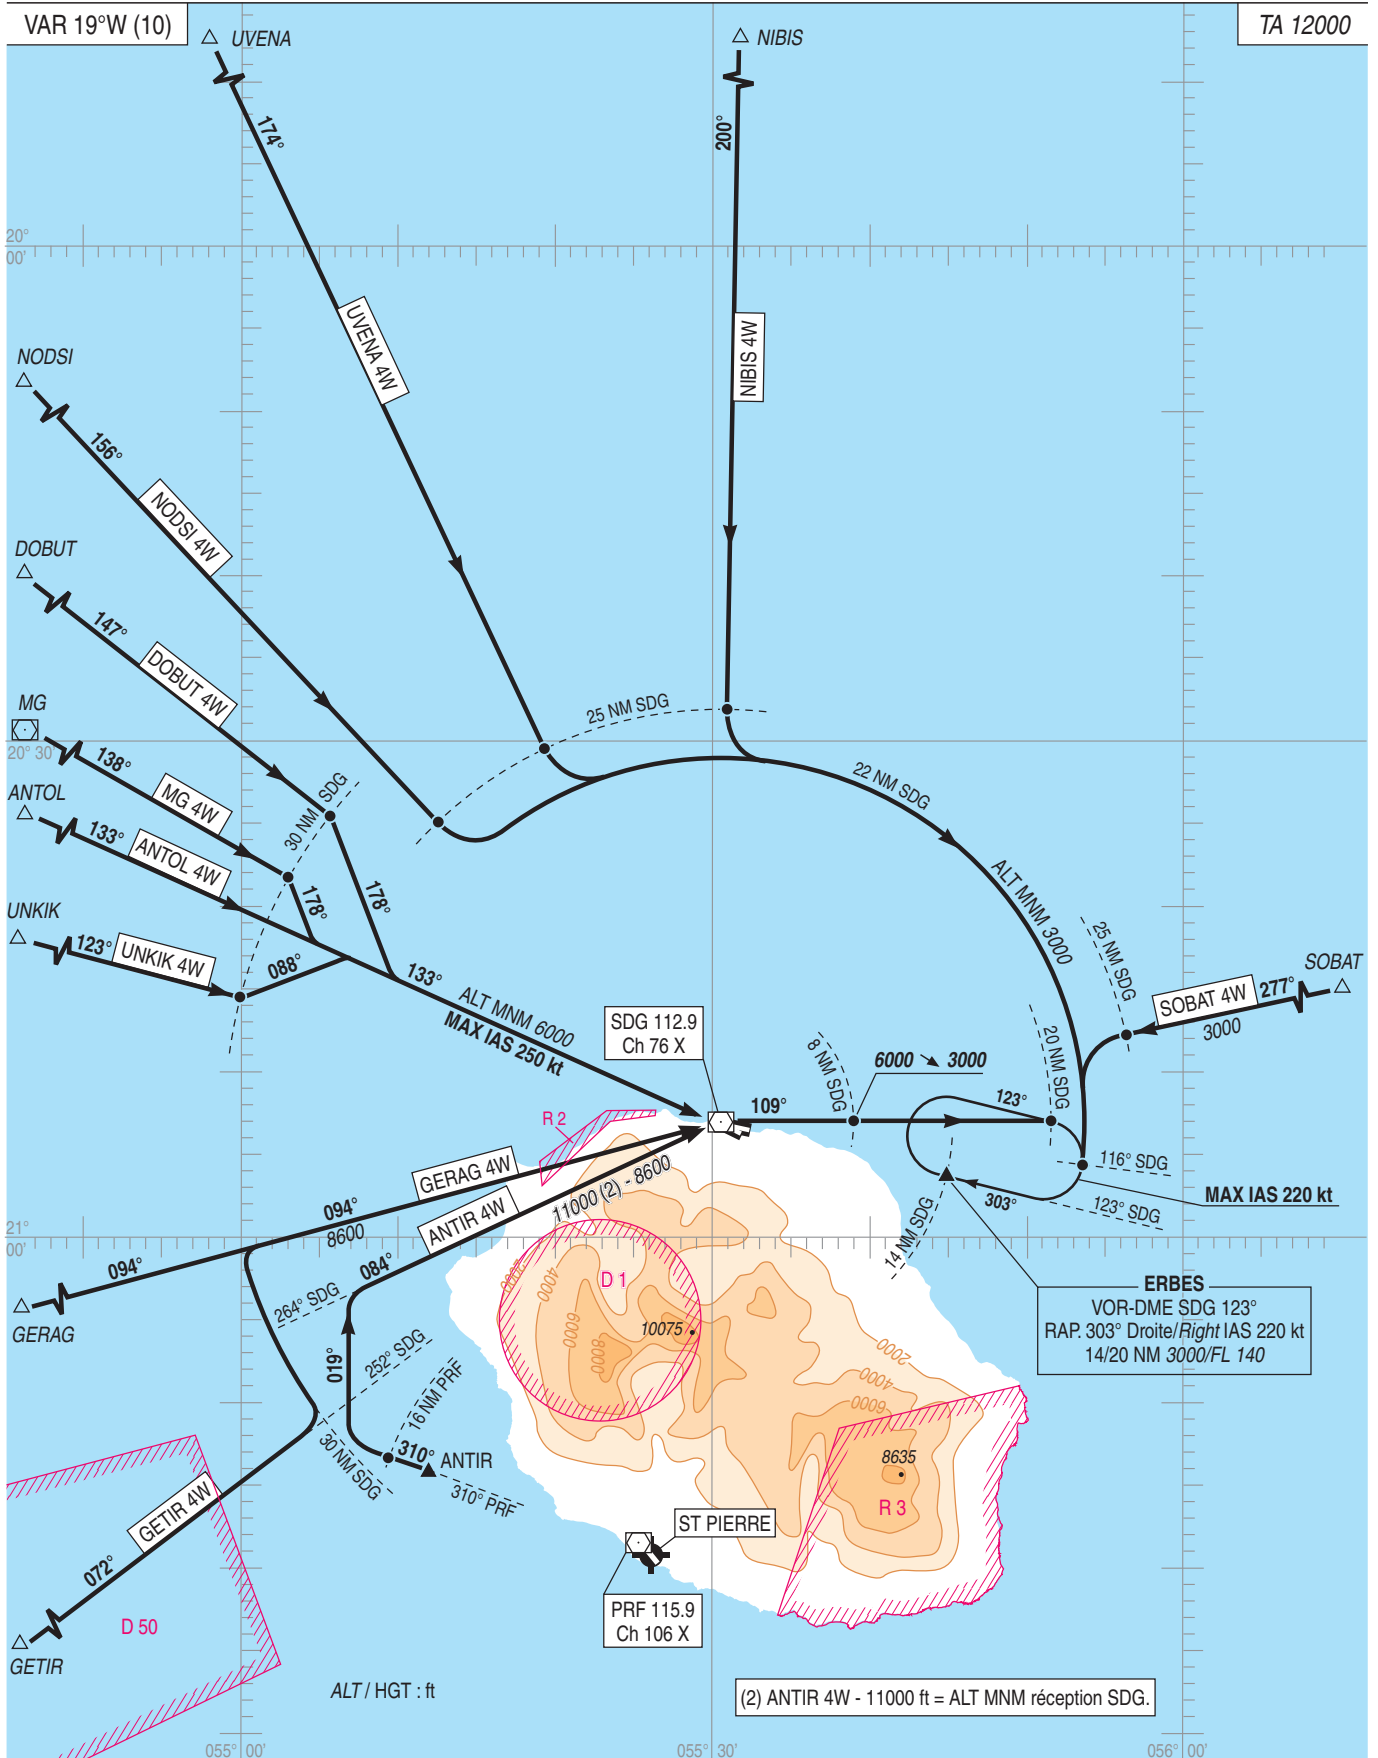 VAR 19°W (10)
UVENA
NIBIS
TA 12000
174°
200°
20°
00'
UVENA 4W
NIBIS 4W
NODSI
156°
NODSI 4W
DOBUT
147°
DOBUT 4W
MG
25 NM SDG
20° 30'
138°
MG 4W
30 NM SDG
22 NM SDG
ANTOL
133°
ANTOL 4W
178°
178°
ALT MNM 3000
UNKIK
123°
UNKIK 4W
088°
133°
ALT MNM 6000
MAX IAS 250 kt
25 NM SDG
SOBAT
SOBAT 4W
277°
3000
SDG 112.9
Ch 76 X
8 NM SDG
6000 ↘ 3000
20 NM SDG
R 2
109°
123°
116° SDG
GERAG 4W
11000 (2) - 8600
ANTIR 4W
303°
123° SDG
MAX IAS 220 kt
094°
8600
21°
00'
14 NM SDG
094°
084°
264° SDG
GERAG
2000
4000
6000
8000
D 1
10075
ERBES
VOR-DME SDG 123°
RAP. 303° Droite/Right IAS 220 kt
14/20 NM 3000/FL 140
019°
252° SDG
16 NM PRF
2000
4000
6000
30 NM SDG
310°
ANTIR
310° PRF
8635
R 3
GETIR 4W
072°
ST PIERRE
D 50
PRF 115.9
Ch 106 X
GETIR
ALT / HGT : ft
(2) ANTIR 4W - 11000 ft = ALT MNM réception SDG.
055° 00'
055° 30'
056° 00'